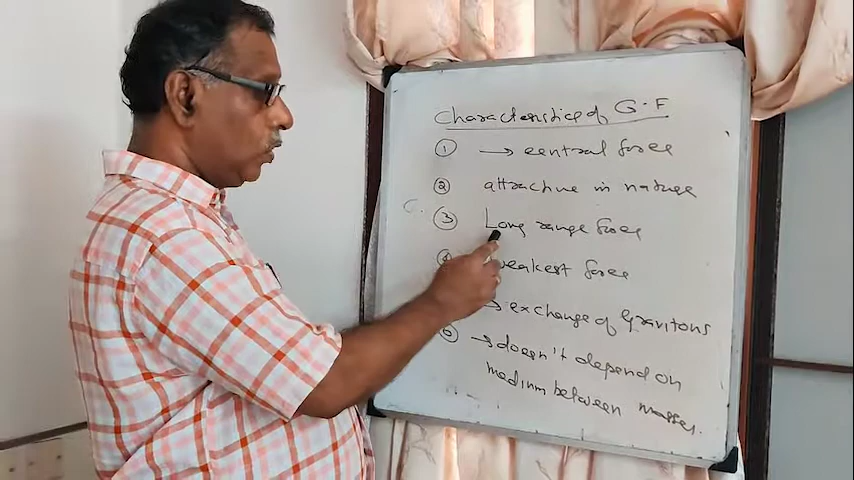 Characteristics of G.F
① → central force
② attractive in nature
C. ③ Long range force
④ weakest force
→ exchange of gravitons
⑥ → doesn't depend on
medium between masses.